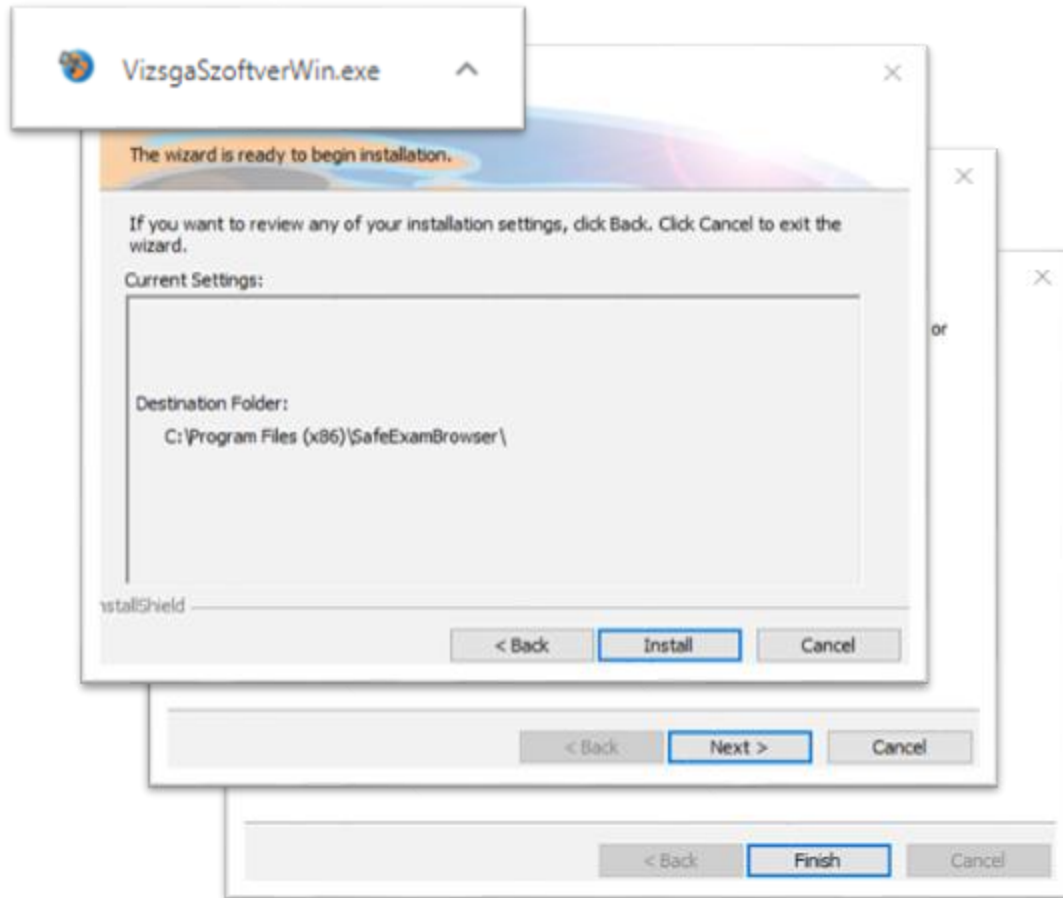 VizsgaSzoftverWin.exe
The wizard is ready to begin installation.
If you want to review any of your installation settings, click Back. Click Cancel to exit the
wizard.
Current Settings:
Destination Folder:
C:\Program Files (x86)\SafeExamBrowser\
nstallShield
< Back
Install
Cancel
or
< Back
Next >
Cancel
< Back
Finish
Cancel